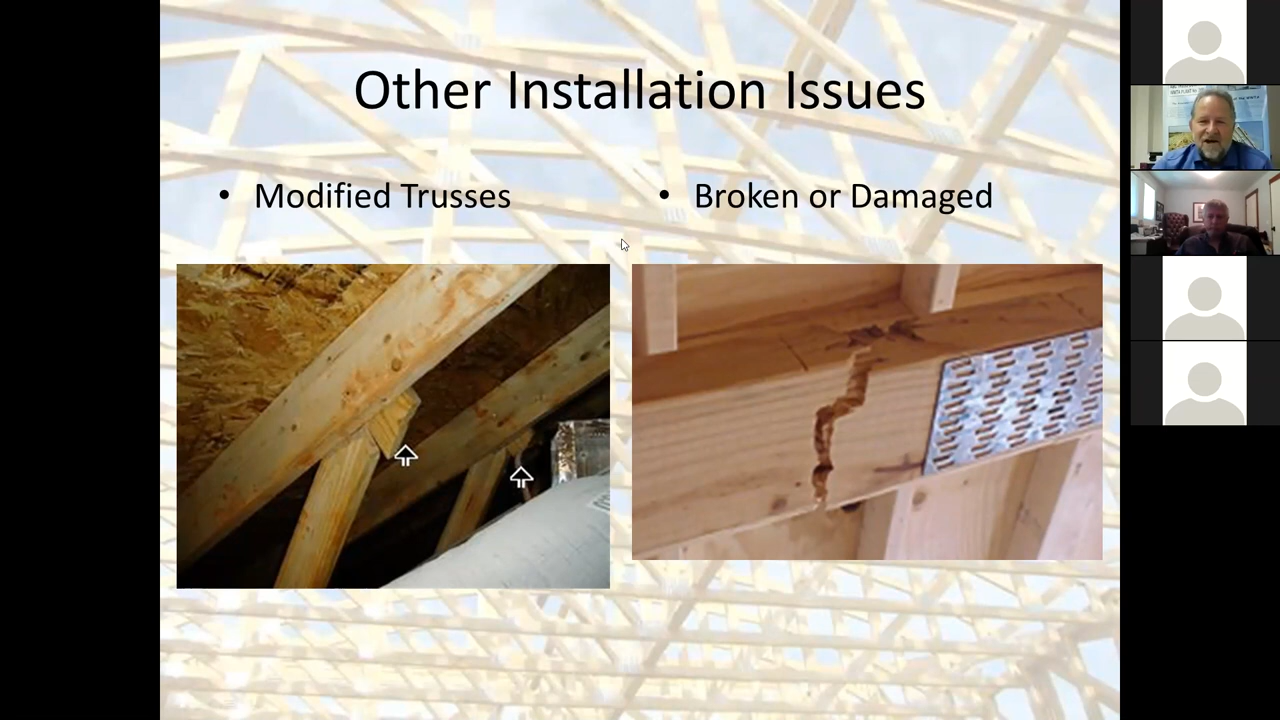 Other Installation Issues
• Modified Trusses
• Broken or Damaged